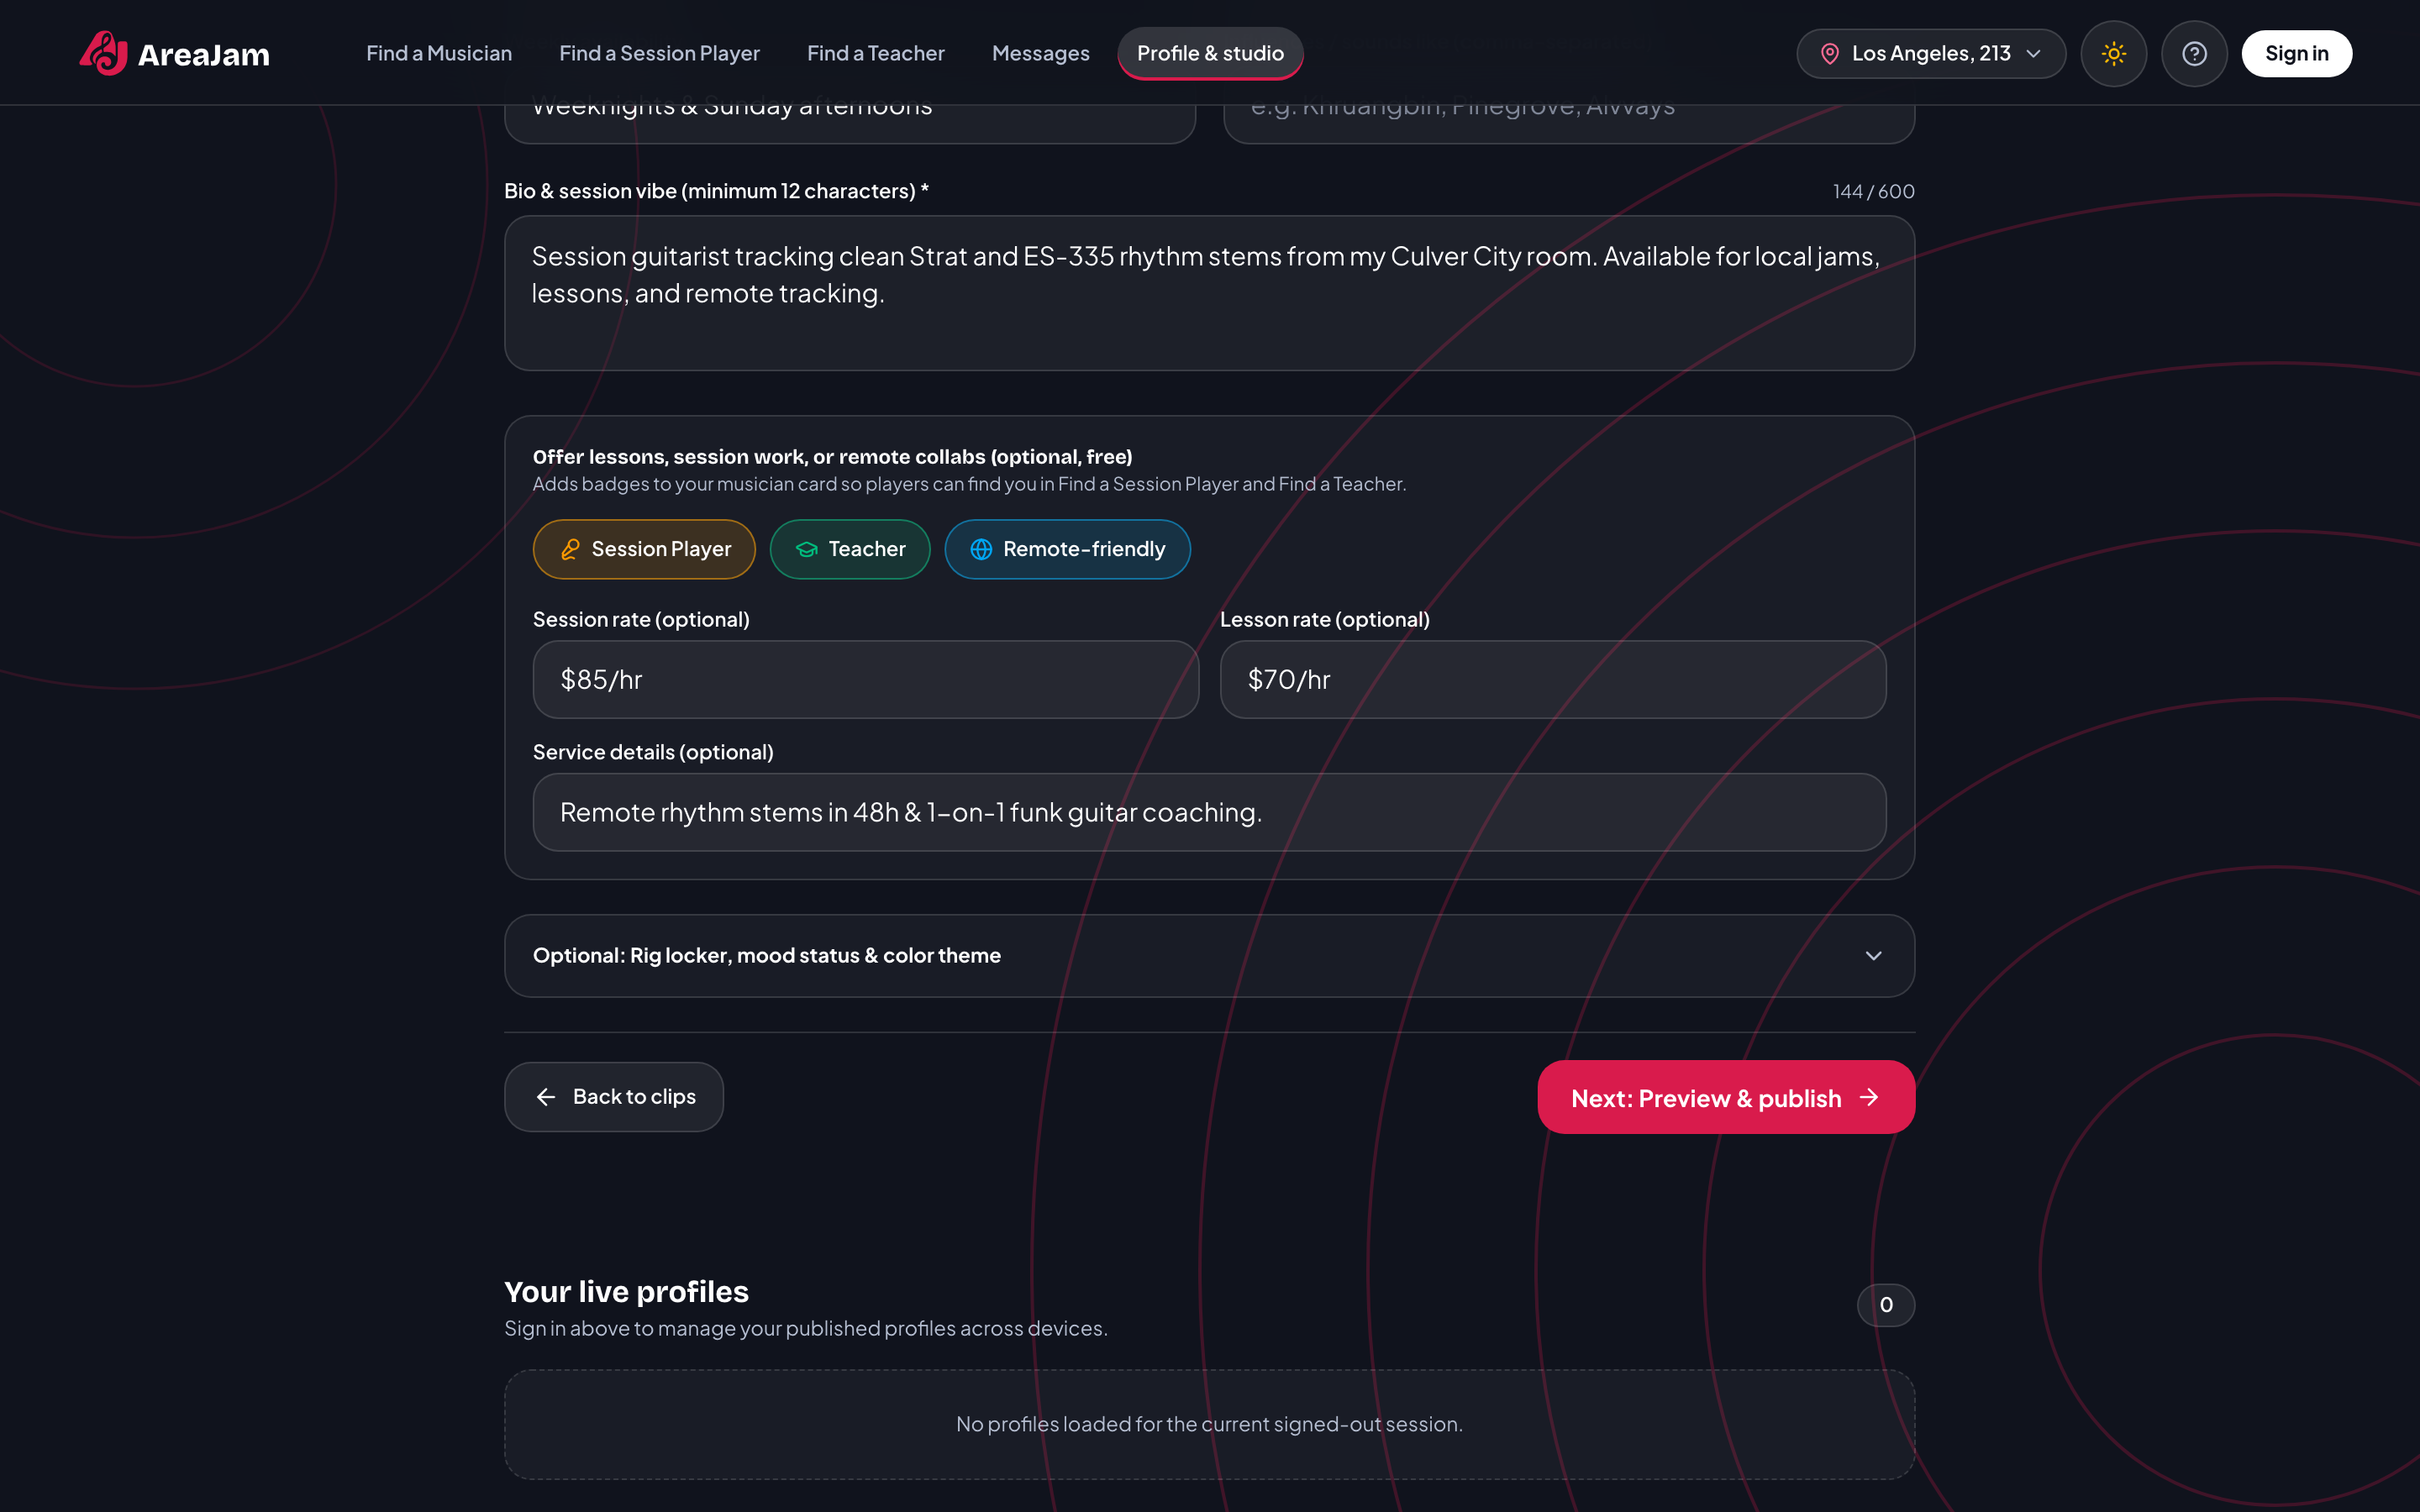 AreaJam
Find a Musician
Find a Session Player
Find a Teacher
Messages
Profile & studio
Los Angeles, 213
Sign in
Weeknights & Sunday afternoons
e.g. Khruangbin, Pinegrove, Alvvays
Bio & session vibe (minimum 12 characters) *
144 / 600
Session guitarist tracking clean Strat and ES-335 rhythm stems from my Culver City room. Available for local jams,
lessons, and remote tracking.
Offer lessons, session work, or remote collabs (optional, free)
Adds badges to your musician card so players can find you in Find a Session Player and Find a Teacher.
Session Player
Teacher
Remote-friendly
Session rate (optional)
Lesson rate (optional)
$85/hr
$70/hr
Service details (optional)
Remote rhythm stems in 48h & 1-on-1 funk guitar coaching.
Optional: Rig locker, mood status & color theme
Back to clips
Next: Preview & publish
Your live profiles
0
Sign in above to manage your published profiles across devices.
No profiles loaded for the current signed-out session.